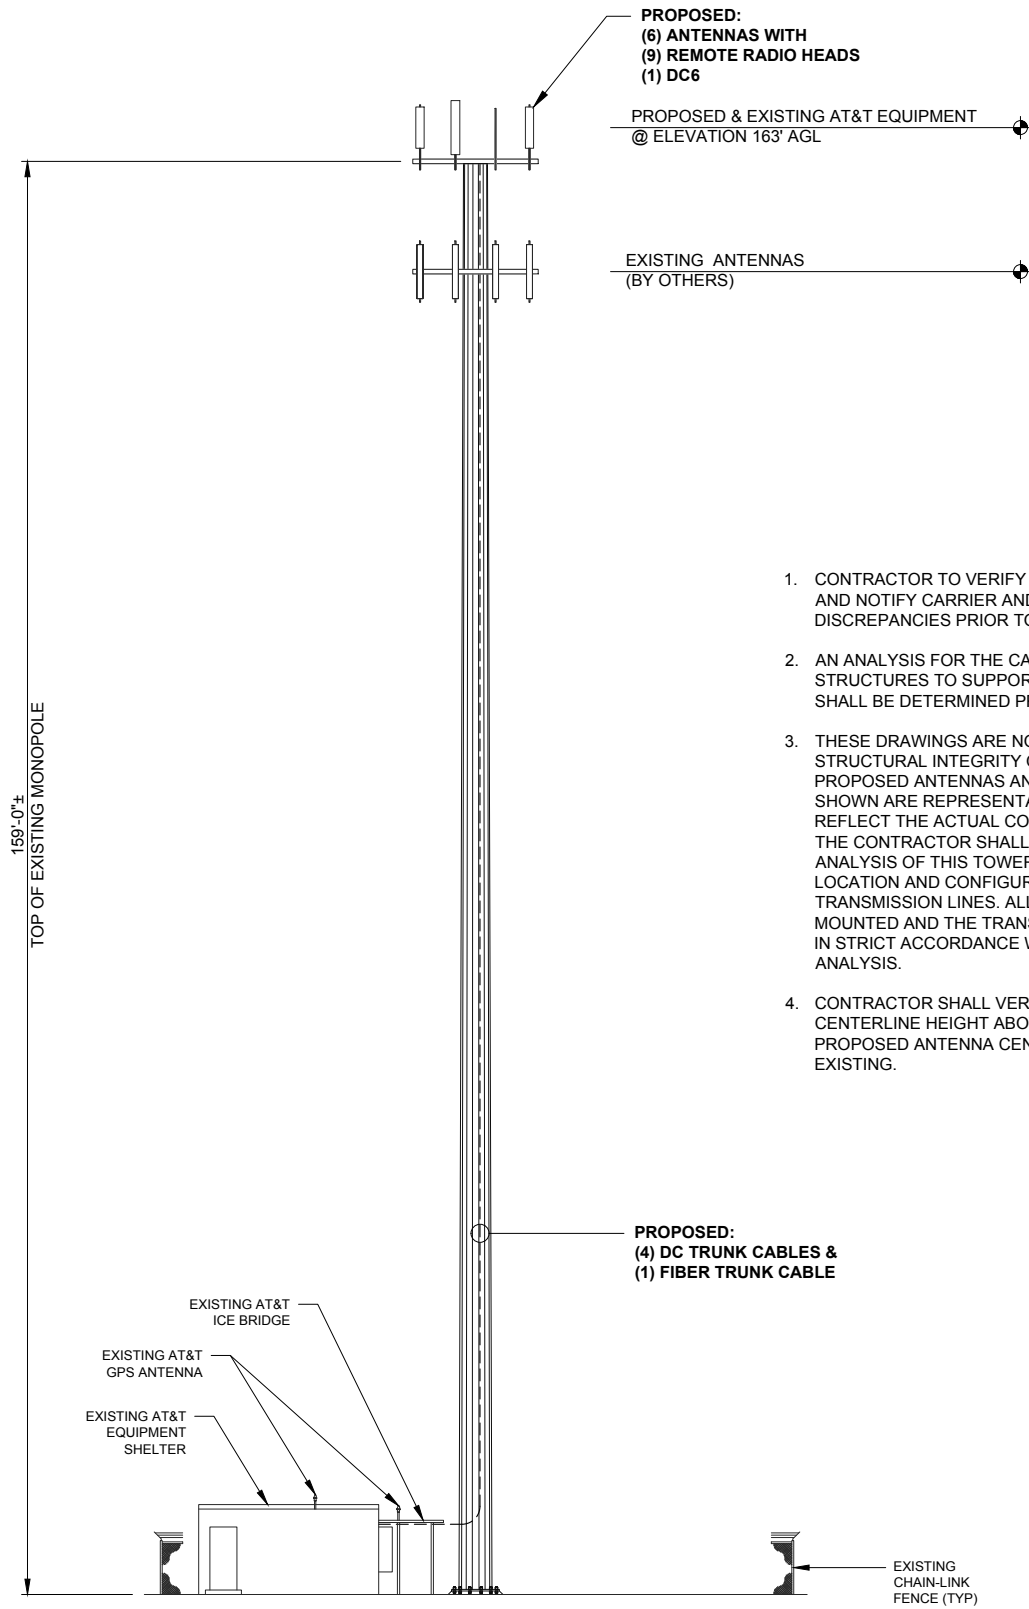 PROPOSED:
(6) ANTENNAS WITH
(9) REMOTE RADIO HEADS
(1) DC6
PROPOSED & EXISTING AT&T EQUIPMENT
@ ELEVATION 163' AGL
EXISTING ANTENNAS
(BY OTHERS)
159'-0"±
TOP OF EXISTING MONOPOLE
1. CONTRACTOR TO VERIFY
AND NOTIFY CARRIER AND
DISCREPANCIES PRIOR TO
2. AN ANALYSIS FOR THE CA
STRUCTURES TO SUPPOR
SHALL BE DETERMINED P
3. THESE DRAWINGS ARE NO
STRUCTURAL INTEGRITY
PROPOSED ANTENNAS AN
SHOWN ARE REPRESENTA
REFLECT THE ACTUAL CO
THE CONTRACTOR SHALL
ANALYSIS OF THIS TOWER
LOCATION AND CONFIGUR
TRANSMISSION LINES. ALL
MOUNTED AND THE TRANS
IN STRICT ACCORDANCE W
ANALYSIS.
4. CONTRACTOR SHALL VER
CENTERLINE HEIGHT ABO
PROPOSED ANTENNA CEN
EXISTING.
PROPOSED:
(4) DC TRUNK CABLES &
(1) FIBER TRUNK CABLE
EXISTING AT&T
ICE BRIDGE
EXISTING AT&T
GPS ANTENNA
EXISTING AT&T
EQUIPMENT
SHELTER
EXISTING
CHAIN-LINK
FENCE (TYP)